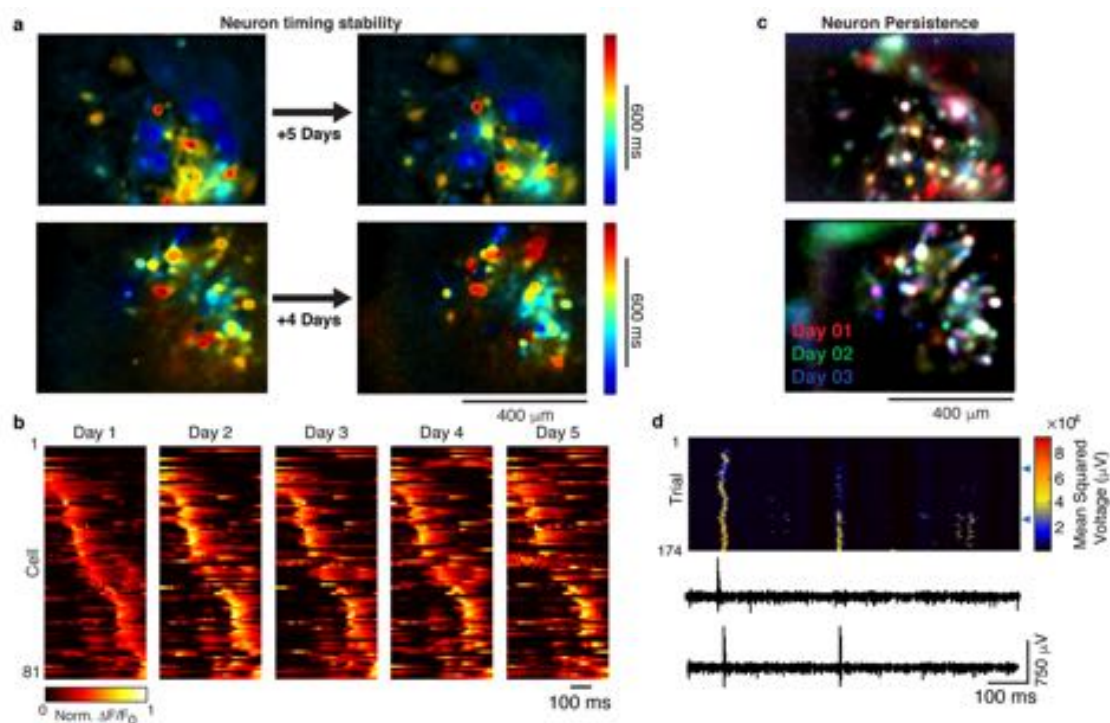 a
Neuron timing stability
+5 Days
600 ms
+4 Days
600 ms
400 μm
c
Neuron Persistence
Day 01
Day 02
Day 03
400 μm
b
Day 1 Day 2 Day 3 Day 4 Day 5
1
Cell
81
0 1
Norm. ΔF/F0
100 ms
d
1
Trial
174
8
6
4
2
Mean Squared
Voltage (μV)
750 μV
100 ms